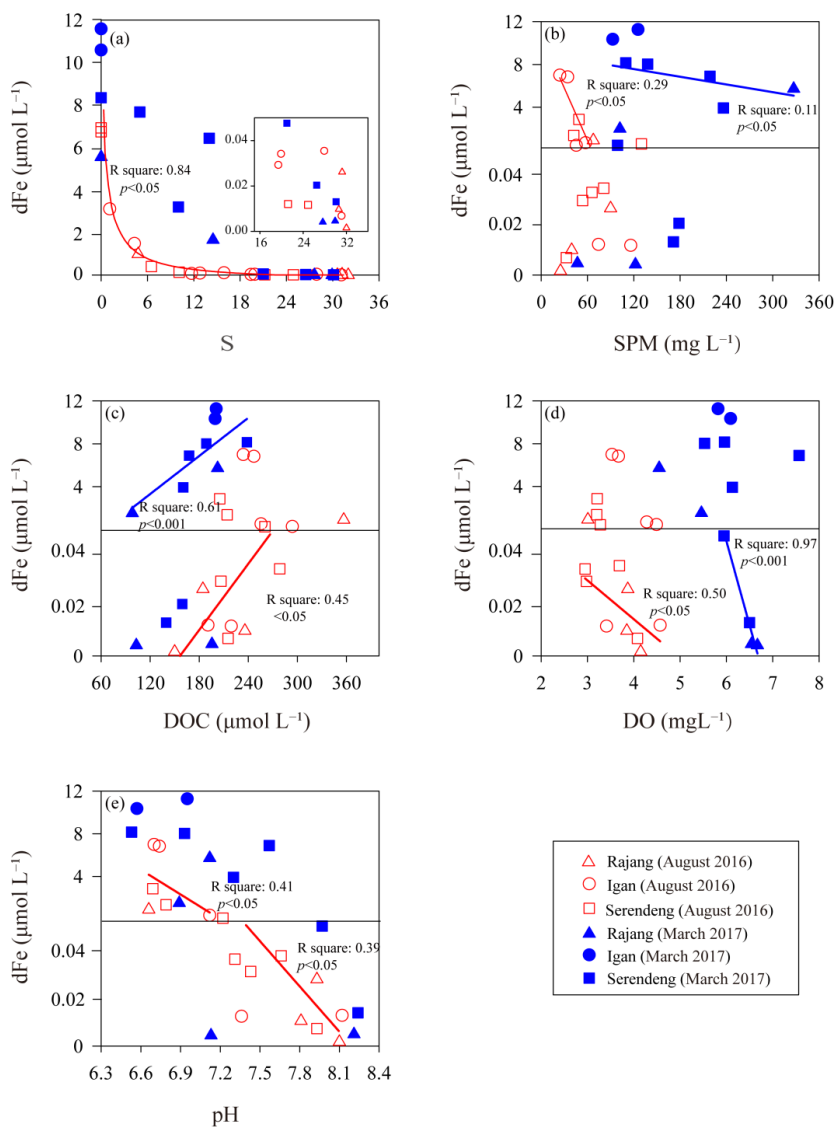 (a)
12
10
8
6
4
2
0
dFe (μmol L⁻¹)
R square: 0.84
p<0.05
0.04
0.02
0.00
16 24 32 40
0 6 12 18 24 30 36
S
(b)
12
8
4
0.04
0.02
0
dFe (μmol L⁻¹)
R square: 0.29
p<0.05
R square: 0.11
p<0.05
0 60 120 180 240 300 360
SPM (mg L⁻¹)
(c)
12
8
4
0.04
0.02
0
dFe (μmol L⁻¹)
R square: 0.61
p<0.001
R square: 0.45
<0.05
60 120 180 240 300 360
DOC (μmol L⁻¹)
(d)
12
8
4
0.04
0.02
0
dFe (μmol L⁻¹)
R square: 0.97
p<0.001
R square: 0.50
p<0.05
2 3 4 5 6 7 8
DO (mgL⁻¹)
(e)
12
8
4
0.04
0.02
0
dFe (μmol L⁻¹)
R square: 0.41
p<0.05
R square: 0.39
p<0.05
6.3 6.6 6.9 7.2 7.5 7.8 8.1 8.4
pH
Rajang (August 2016)
Igan (August 2016)
Serendeng (August 2016)
Rajang (March 2017)
Igan (March 2017)
Serendeng (March 2017)